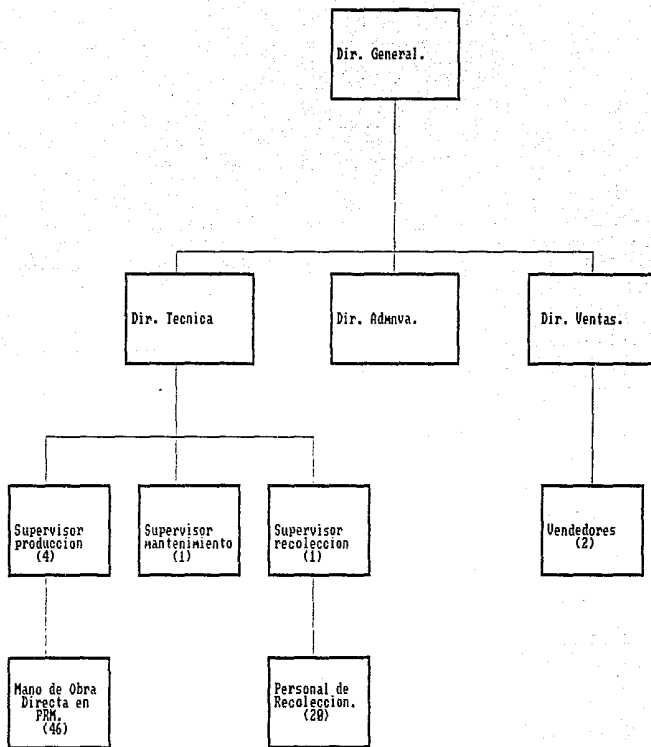 Dir. General.
Dir. Tecnica
Dir. Admnva.
Dir. Ventas.
Supervisor
produccion
(4)
Supervisor
mantenimiento
(1)
Supervisor
recoleccion
(1)
Vendedores
(2)
Mano de Obra
Directa en
PRM.
(46)
Personal de
Recoleccion.
(20)